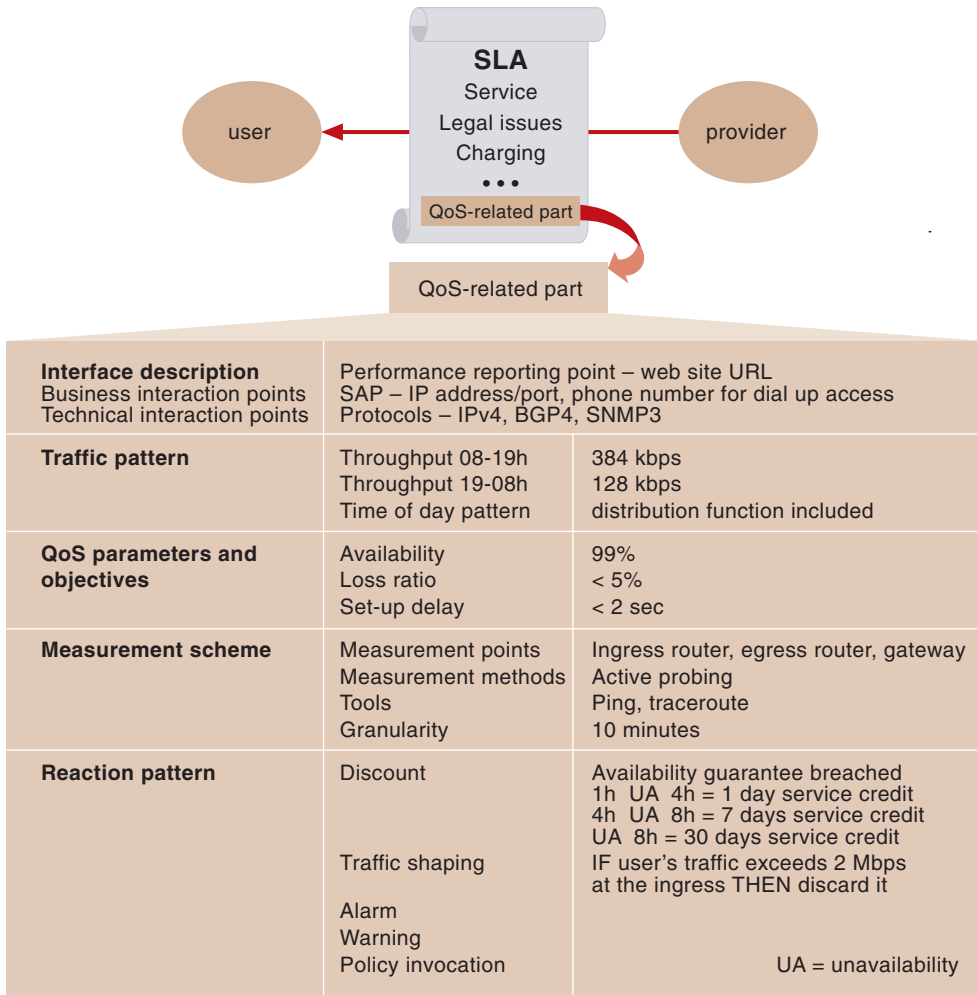 SLA
Service
Legal issues
Charging
• • •
QoS-related part
user
provider
QoS-related part
Interface description
Business interaction points
Technical interaction points
Performance reporting point – web site URL
SAP – IP address/port, phone number for dial up access
Protocols – IPv4, BGP4, SNMP3
Traffic pattern
Throughput 08-19h 384 kbps
Throughput 19-08h 128 kbps
Time of day pattern distribution function included
QoS parameters and
objectives
Availability 99%
Loss ratio < 5%
Set-up delay < 2 sec
Measurement scheme
Measurement points Ingress router, egress router, gateway
Measurement methods Active probing
Tools Ping, traceroute
Granularity 10 minutes
Reaction pattern
Discount Availability guarantee breached
1h UA 4h = 1 day service credit
4h UA 8h = 7 days service credit
UA 8h = 30 days service credit
Traffic shaping IF user's traffic exceeds 2 Mbps
at the ingress THEN discard it
Alarm
Warning
Policy invocation UA = unavailability